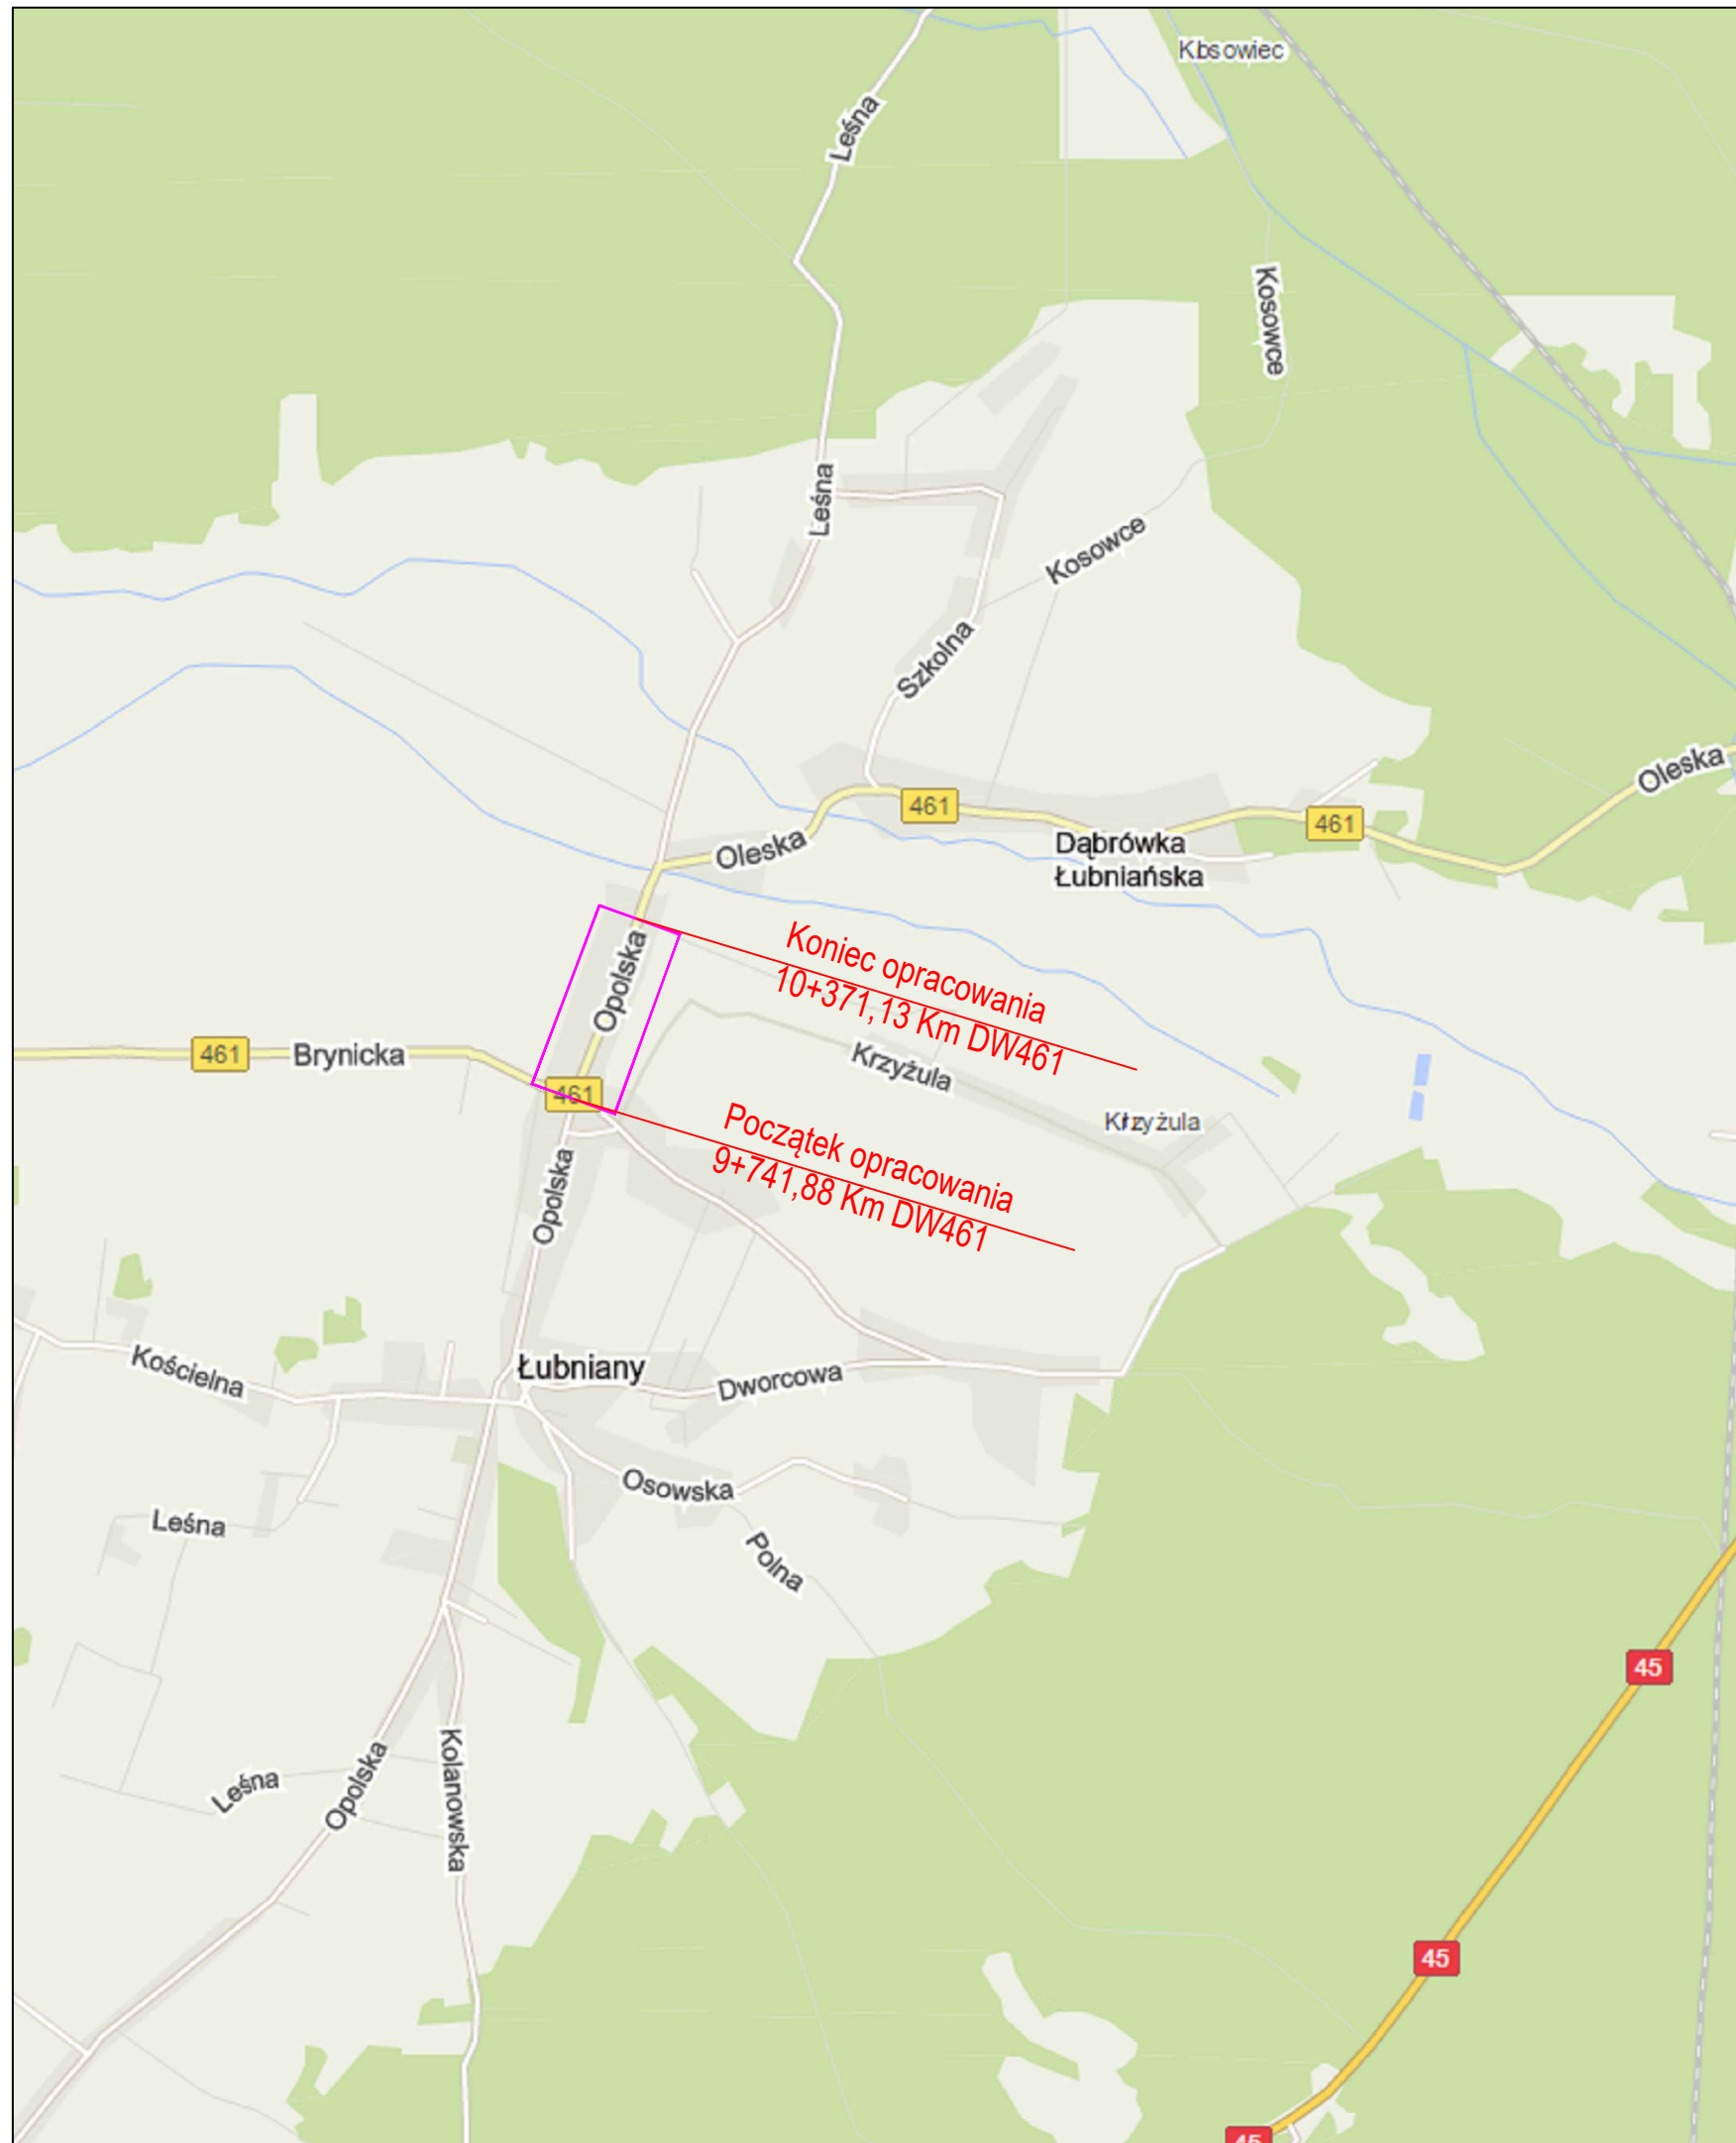 Kosowiec
Leśna
Kosowce
Leśna
Kosowce
Szkolna
Oleska
461
461
Oleska
Dąbrówka
Łubniańska
Opolska
Koniec opracowania
10+371,13 Km DW461
461
Brynicka
Krzyżula
461
Krzyżula
Początek opracowania
9+741,88 Km DW461
Opolska
Kościelna
Łubniany
Dworcowa
Osowska
Leśna
Polna
45
Kolanowska
Leśna
Opolska
45
45